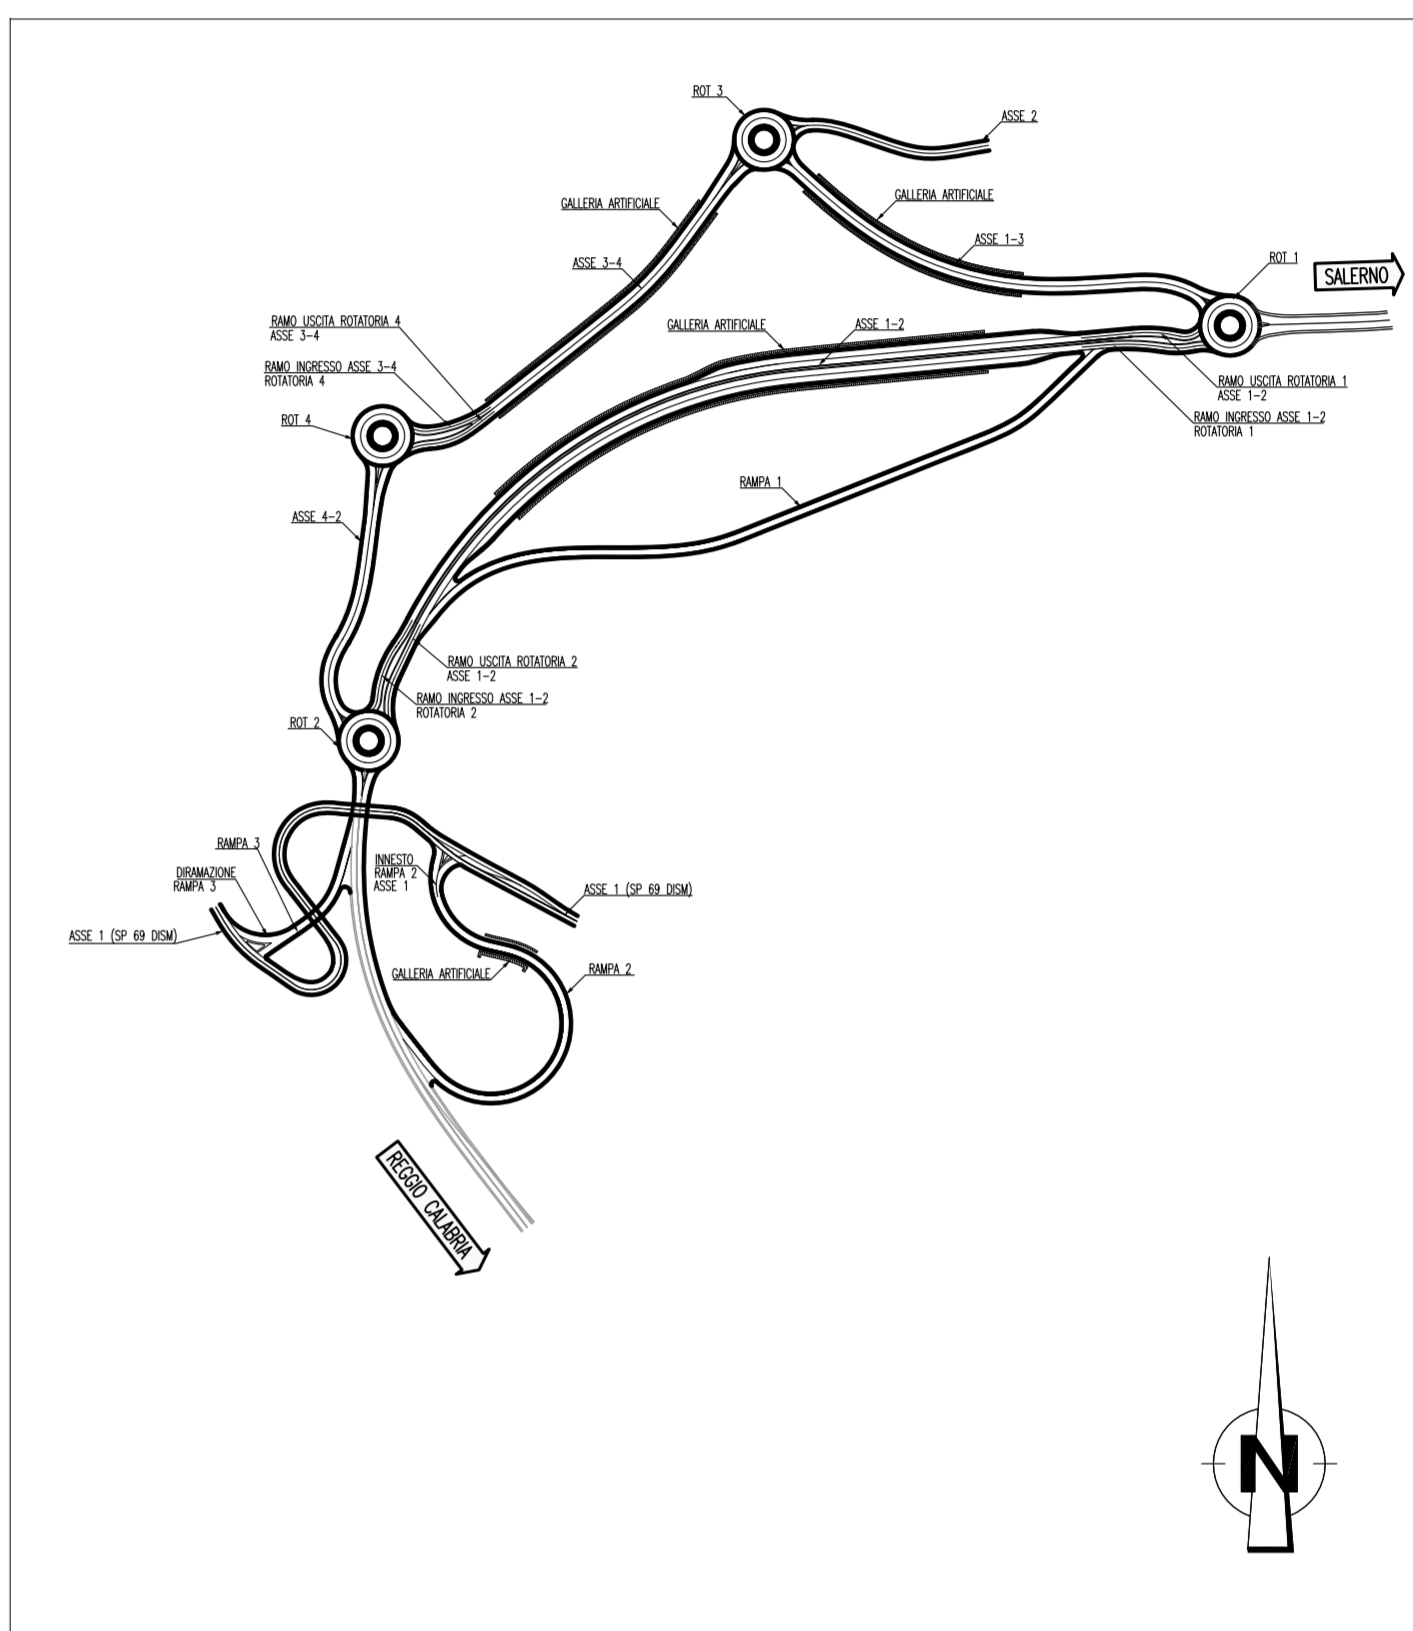 ROT 3
ASSE 2
GALLERIA ARTIFICIALE
GALLERIA ARTIFICIALE
ASSE 1-3
ROT 1
SALERNO
ASSE 3-4
RAMO USCITA ROTATORIA 4
ASSE 3-4
GALLERIA ARTIFICIALE
ASSE 1-2
RAMO INGRESSO ASSE 3-4
ROTATORIA 4
RAMO USCITA ROTATORIA 1
ASSE 1-2
ROT 4
RAMO INGRESSO ASSE 1-2
ROTATORIA 1
RAMPA 1
ASSE 4-2
RAMO USCITA ROTATORIA 2
ASSE 1-2
RAMO INGRESSO ASSE 1-2
ROTATORIA 2
ROT 2
RAMPA 3
INNESTO
RAMPA 2
ASSE 1
DIRAMAZIONE
RAMPA 3
ASSE 1 (SP 69 DISM)
ASSE 1 (SP 69 DISM)
GALLERIA ARTIFICIALE
RAMPA 2
REGGIO CALABRIA
N